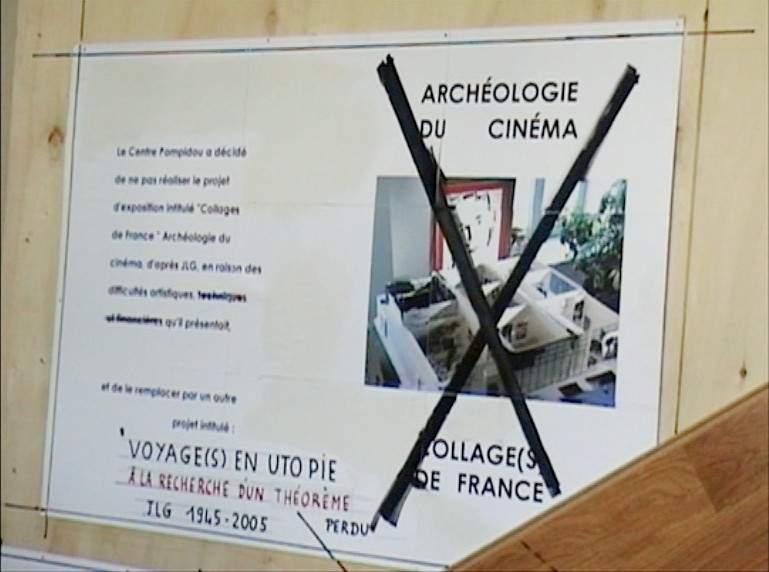 Le Centre Pompidou a décidé
de ne pas réaliser le projet
d'exposition intitulé "Collages
de France" Archéologie du
cinéma, d'après JLG, en raison des
difficultés artistiques, techniques
et financières qu'il présentait,
et de le remplacer par un autre
projet intitulé :
VOYAGE(S) EN UTOPIE
À LA RECHERCHE D'UN THÉORÈME
PERDU
JLG 1945-2005
ARCHÉOLOGIE
DU CINÉMA
COLLAGE(S)
DE FRANCE